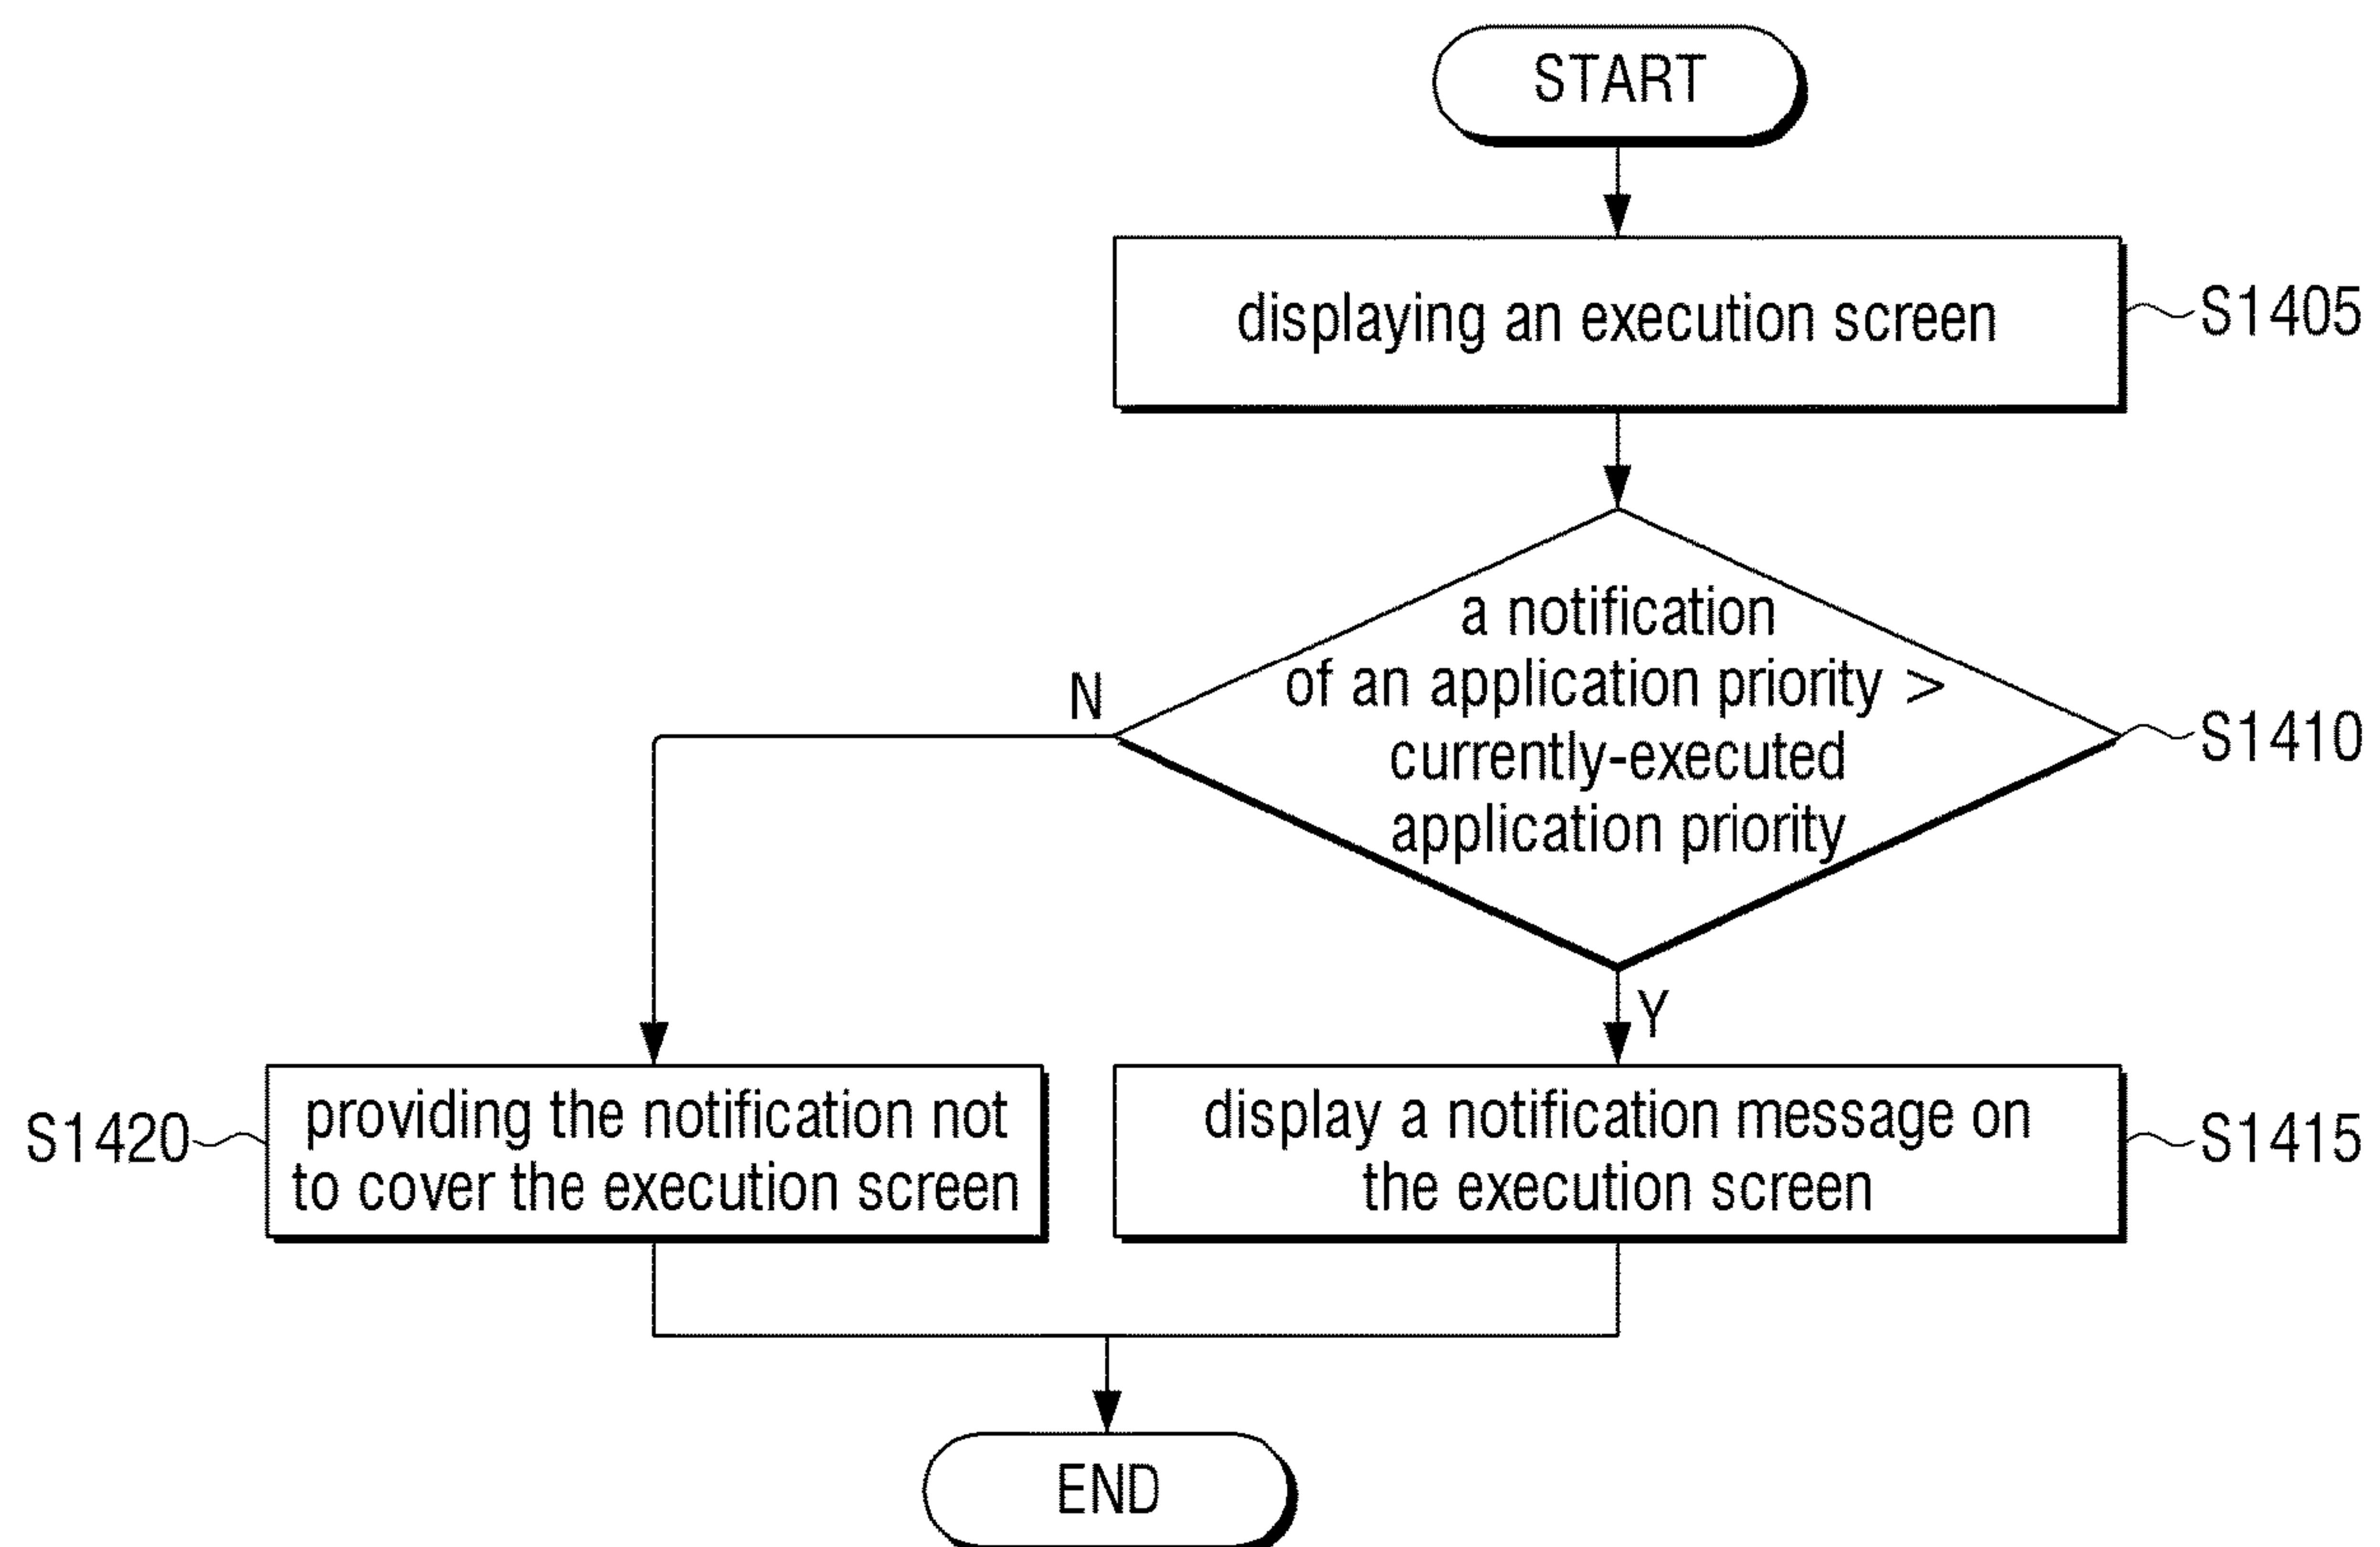 START
displaying an execution screen
S1405
a notification
of an application priority >
currently-executed
application priority
S1410
N
Y
S1420
providing the notification not
to cover the execution screen
display a notification message on
the execution screen
S1415
END